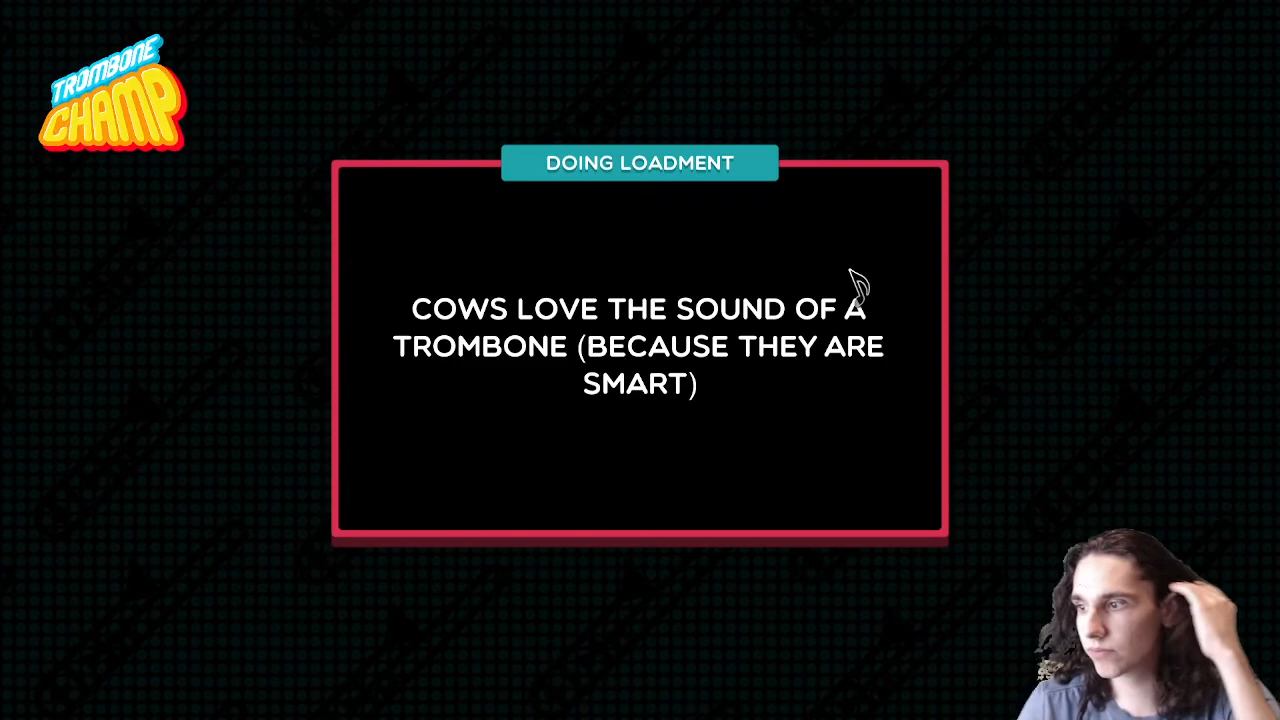 TROMBONE
CHAMP
DOING LOADMENT
COWS LOVE THE SOUND OF A
TROMBONE (BECAUSE THEY ARE
SMART)